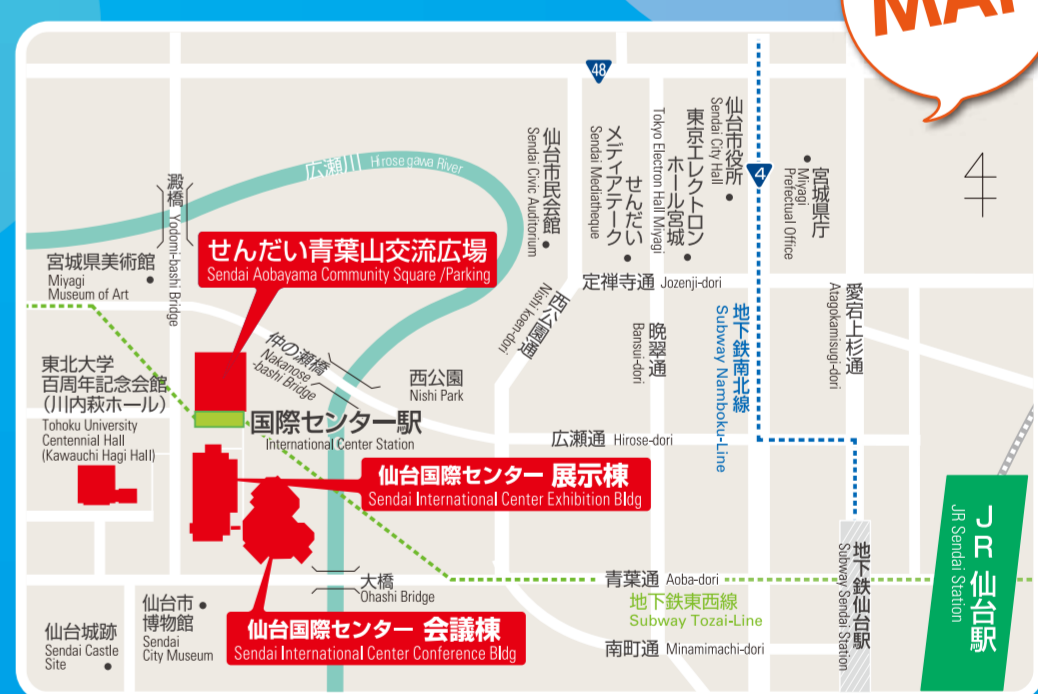 MAP
48
4
広瀬川 Hirosegawa River
澱橋 Yodomi-bashi Bridge
仙台市民会館
Sendai Civic Auditorium
せんだい
メディアテーク
Sendai Mediatheque
東京エレクトロン
ホール宮城
Tokyo Electron Hall Miyagi
仙台市役所
Sendai City Hall
宮城県庁
Miyagi
Prefectual Office
せんだい青葉山交流広場
Sendai Aobayama Community Square /Parking
宮城県美術館
Miyagi
Museum of Art
定禅寺通 Jozenji-dori
西公園通
Nishi koen-dori
晩翠通
Bansui-dori
地下鉄南北線
Subway Namboku-Line
愛宕上杉通
Atagokamisugi-dori
仲の瀬橋
Nakanose
-bashi Bridge
西公園
Nishi Park
東北大学
百周年記念会館
(川内萩ホール)
Tohoku University
Centennial Hall
(Kawauchi Hagi Hall)
国際センター駅
International Center Station
広瀬通 Hirose-dori
仙台国際センター 展示棟
Sendai International Center Exhibition Bldg
JR 仙台駅
JR Sendai Station
地下鉄仙台駅
Subway Sendai Station
大橋
Ohashi Bridge
青葉通 Aoba-dori
地下鉄東西線
Subway Tozai-Line
南町通 Minamimachi-dori
仙台市
博物館
Sendai
City Museum
仙台城跡
Sendai Castle
Site
仙台国際センター 会議棟
Sendai International Center Conference Bldg